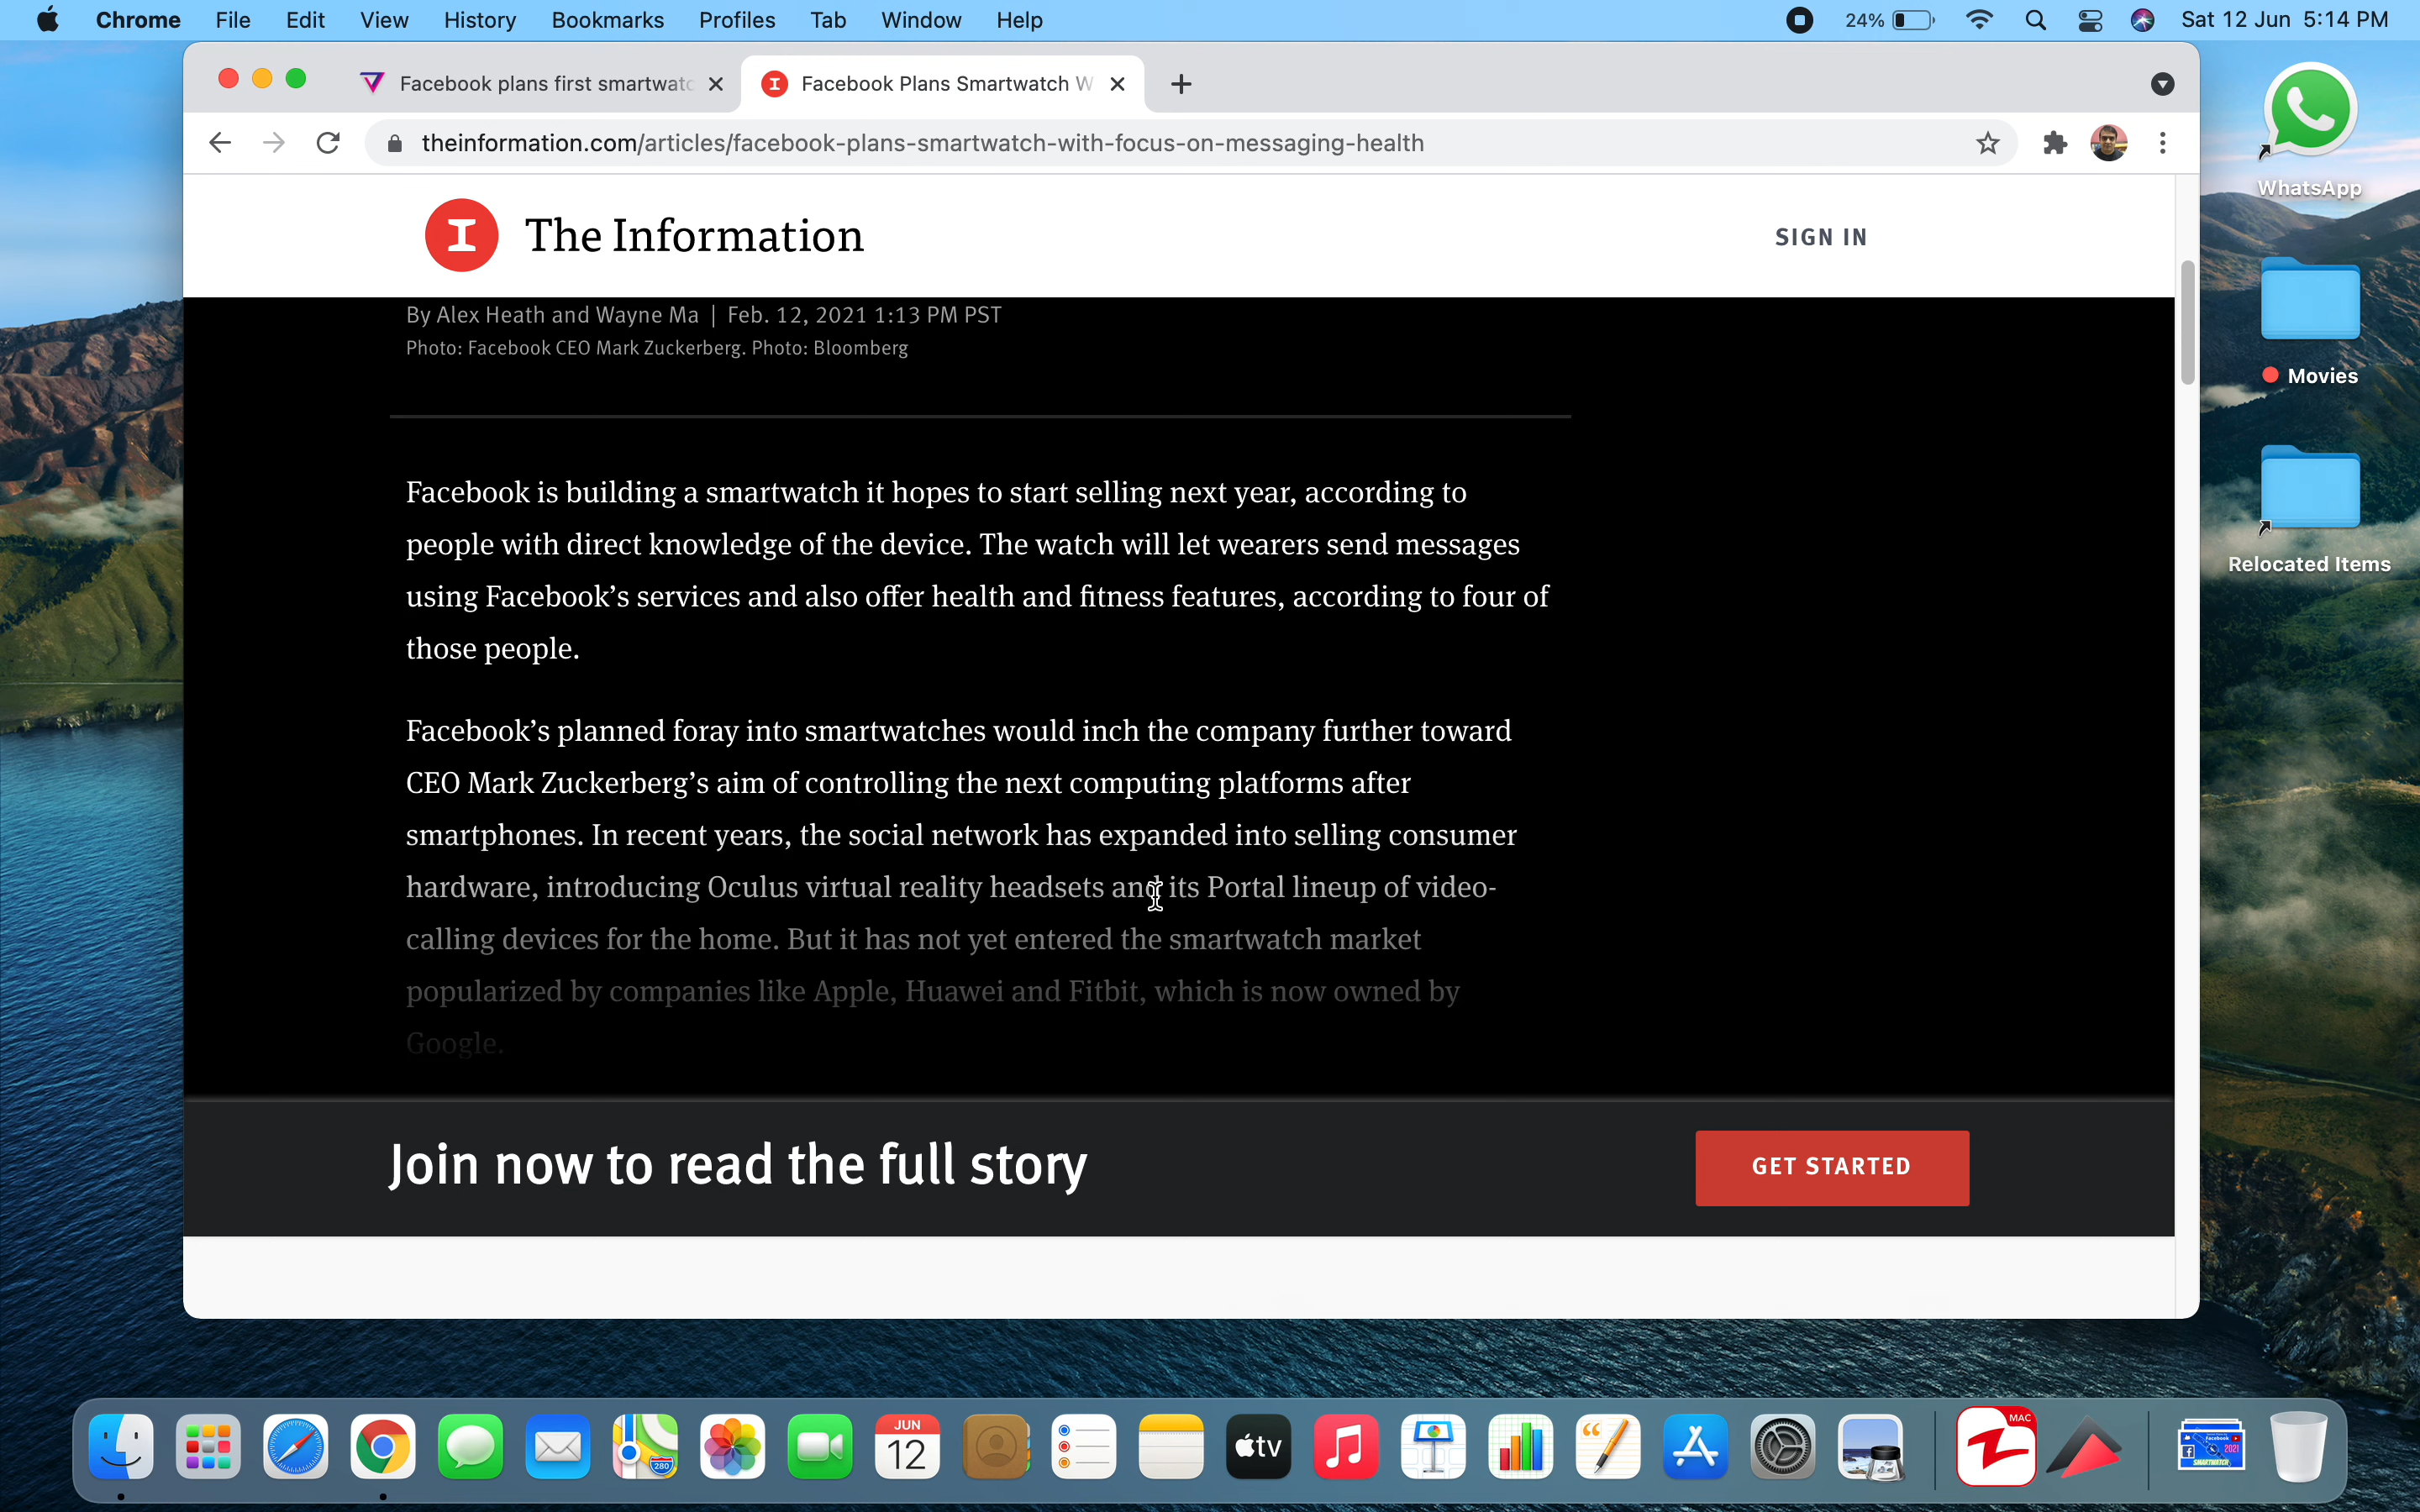 Chrome File Edit View History Bookmarks Profiles Tab Window Help 24% Sat 12 Jun 5:14 PM
Facebook plans first smartwatc Facebook Plans Smartwatch W
theinformation.com/articles/facebook-plans-smartwatch-with-focus-on-messaging-health
WhatsApp
I The Information SIGN IN
By Alex Heath and Wayne Ma | Feb. 12, 2021 1:13 PM PST
Photo: Facebook CEO Mark Zuckerberg. Photo: Bloomberg
Movies
Facebook is building a smartwatch it hopes to start selling next year, according to
people with direct knowledge of the device. The watch will let wearers send messages
using Facebook’s services and also offer health and fitness features, according to four of
those people.
Relocated Items
Facebook’s planned foray into smartwatches would inch the company further toward
CEO Mark Zuckerberg’s aim of controlling the next computing platforms after
smartphones. In recent years, the social network has expanded into selling consumer
hardware, introducing Oculus virtual reality headsets and its Portal lineup of video-
calling devices for the home. But it has not yet entered the smartwatch market
popularized by companies like Apple, Huawei and Fitbit, which is now owned by
Google.
Join now to read the full story
GET STARTED
280
JUN
12
tv
MAC
Facebook
2021
SMARTWATCH